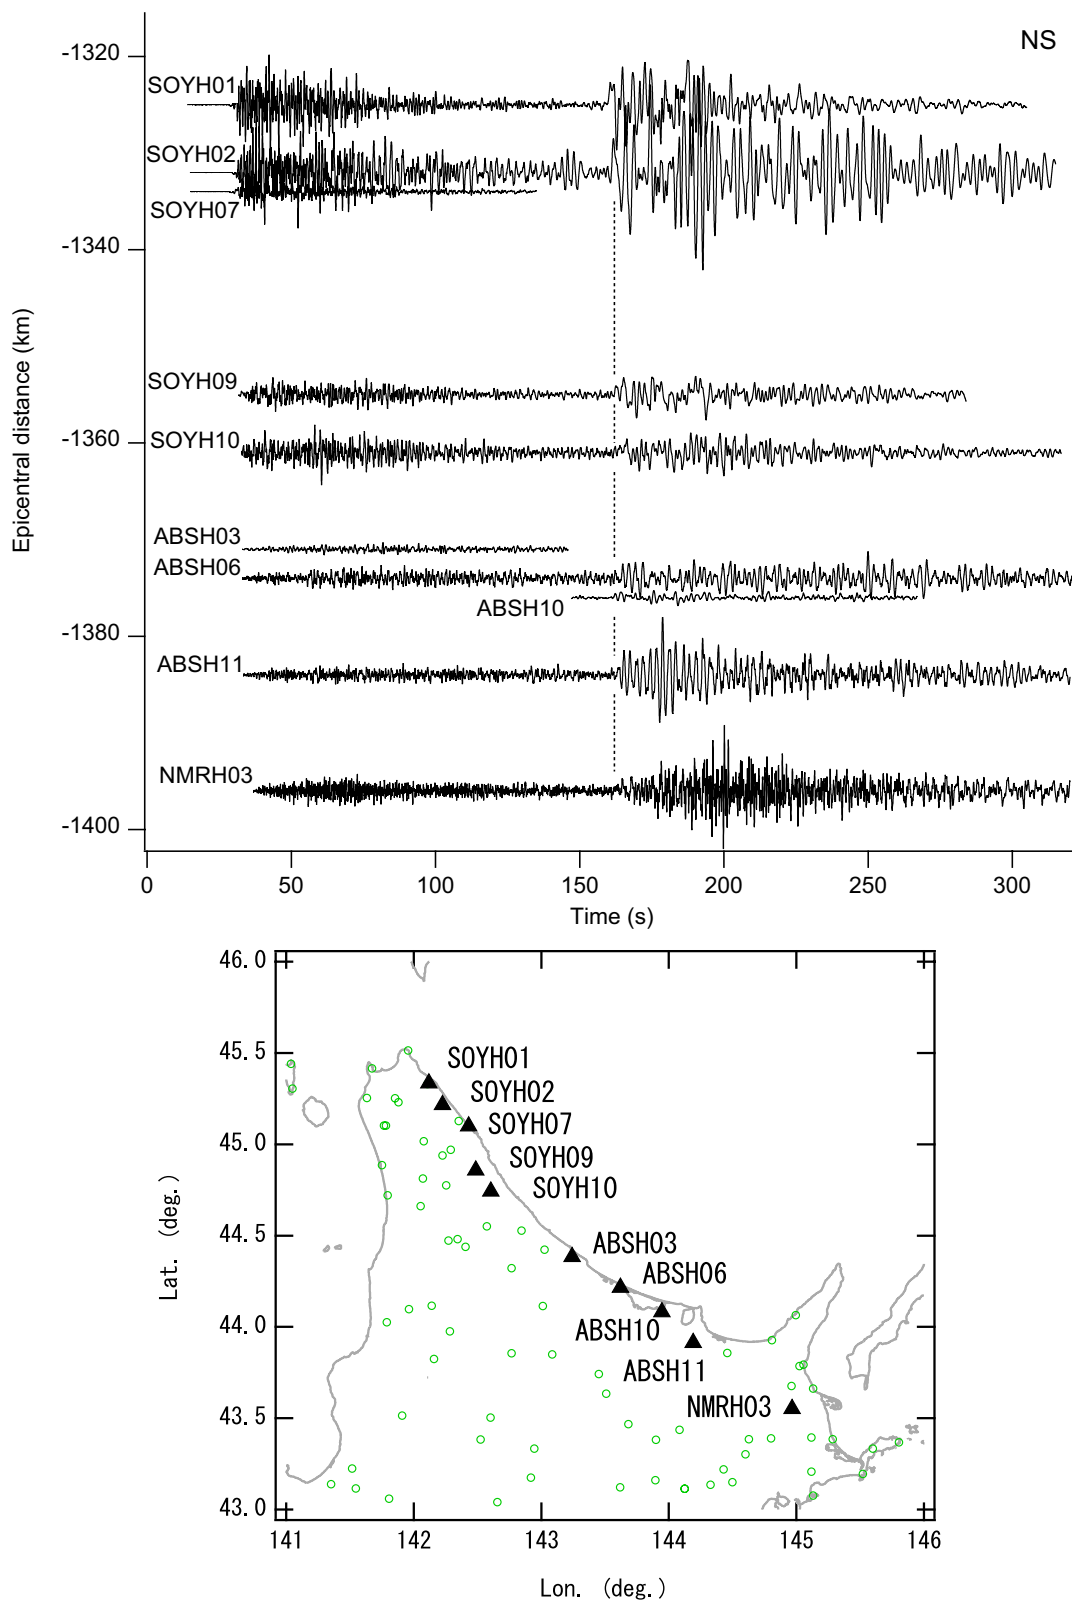 NS
-1320
SOYH01
SOYH02
SOYH07
-1340
Epicentral distance (km)
SOYH09
-1360
SOYH10
ABSH03
ABSH06
ABSH10
-1380
ABSH11
NMRH03
-1400
0 50 100 150 200 250 300
Time (s)
46.0
45.5
SOYH01
SOYH02
SOYH07
45.0
SOYH09
SOYH10
44.5
ABSH03
ABSH06
Lat. (deg.)
44.0
ABSH10
ABSH11
NMRH03
43.5
43.0
141 142 143 144 145 146
Lon. (deg.)